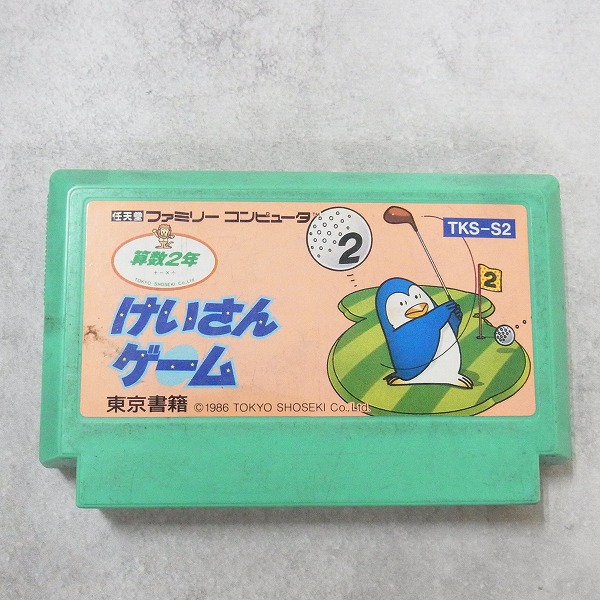 任天堂 ファミリー コンピュータ™
TKS-S2
算数2年
+-×÷
TOKYO SHOSEKI Co.,Ltd.
けいさん
ゲーム
2
2
東京書籍 ©1986 TOKYO SHOSEKI Co., Ltd.